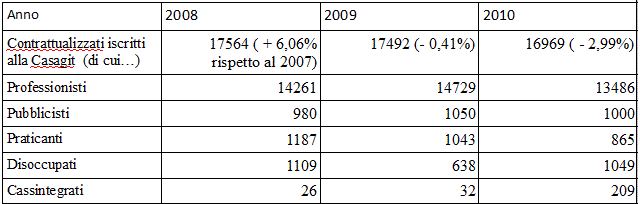 Anno 2008 2009 2010
Contrattualizzati iscritti 17564 ( + 6,06% 17492 (- 0,41%) 16969 ( - 2,99%)
alla Casagit (di cui…) rispetto al 2007)
Professionisti 14261 14729 13486
Pubblicisti 980 1050 1000
Praticanti 1187 1043 865
Disoccupati 1109 638 1049
Cassintegrati 26 32 209